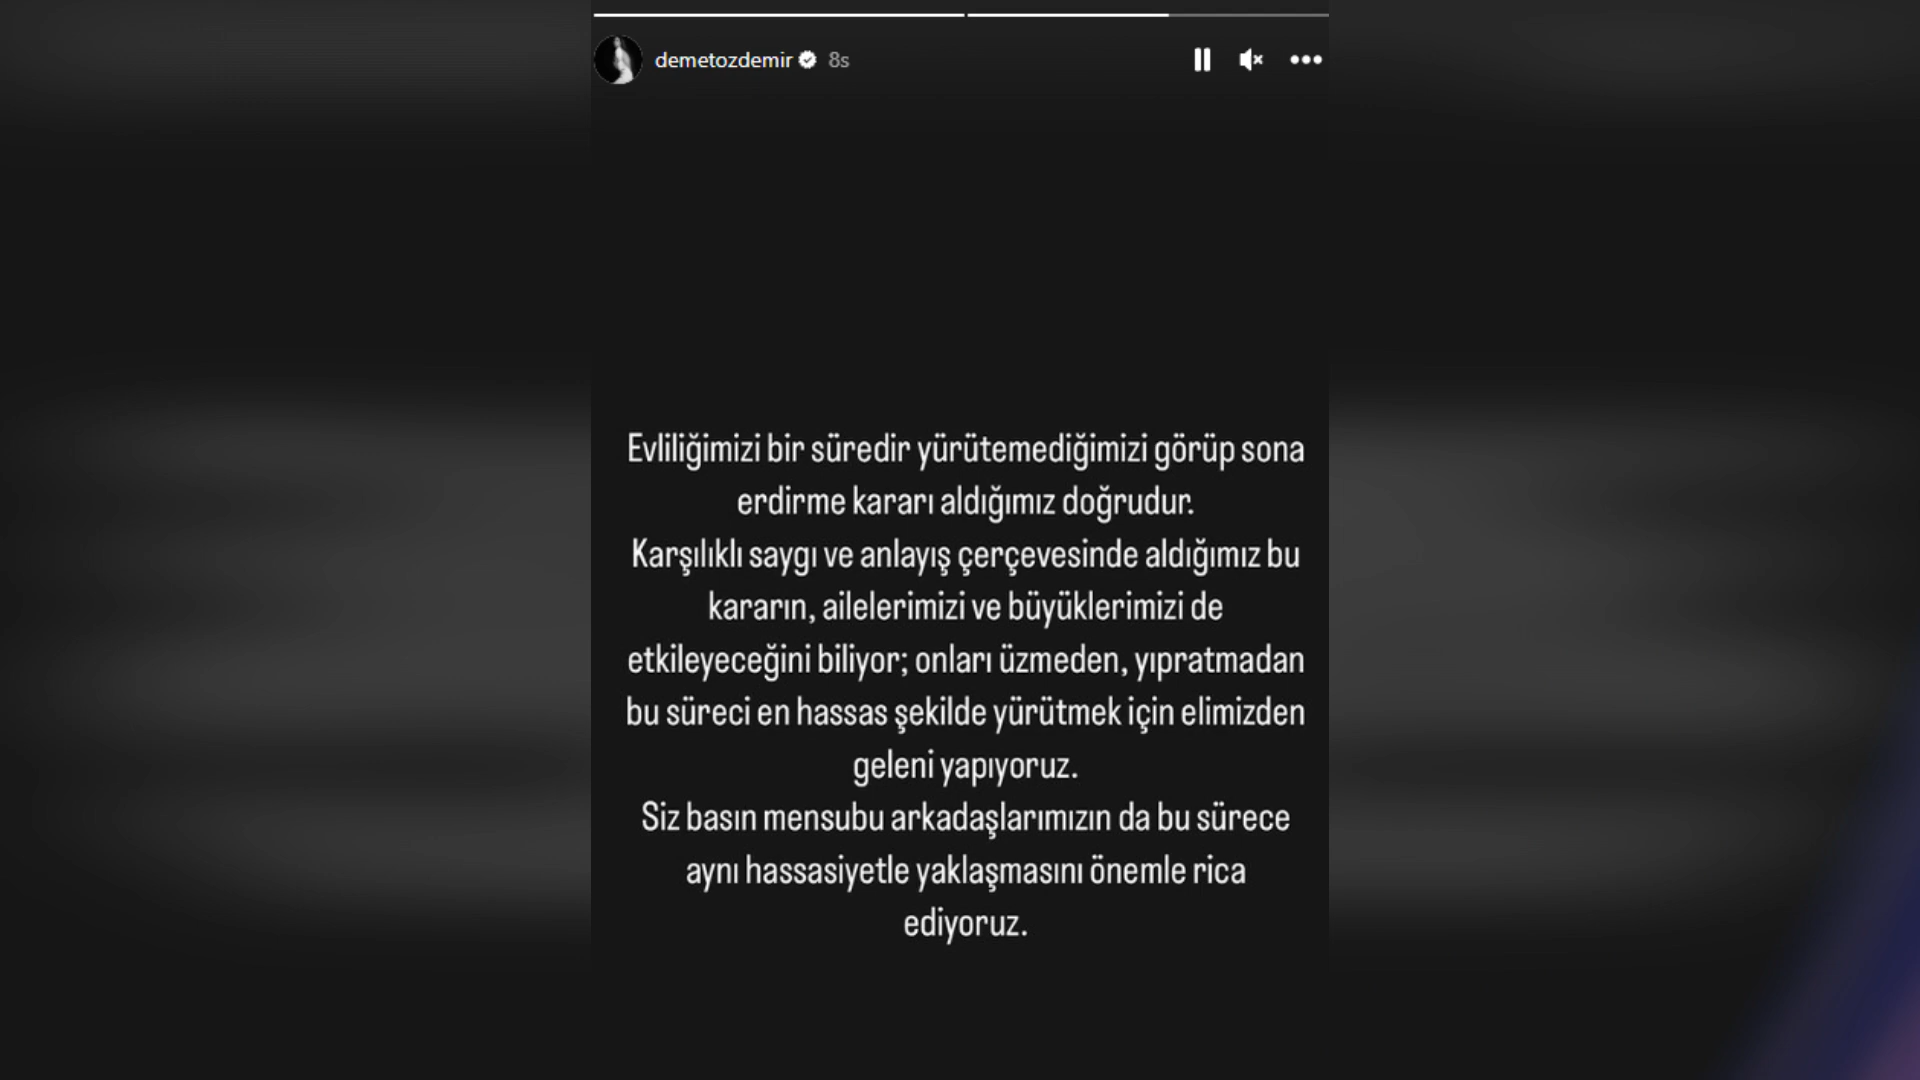 demetozdemir 8s
Evliliğimizi bir süredir yürütemediğimizi görüp sona
erdirme kararı aldığımız doğrudur.
Karşılıklı saygı ve anlayış çerçevesinde aldığımız bu
kararın, ailelerimizi ve büyüklerimizi de
etkileyeceğini biliyor; onları üzmeden, yıpratmadan
bu süreci en hassas şekilde yürütmek için elimizden
geleni yapıyoruz.
Siz basın mensubu arkadaşlarımızın da bu sürece
aynı hassasiyetle yaklaşmasını önemle rica
ediyoruz.